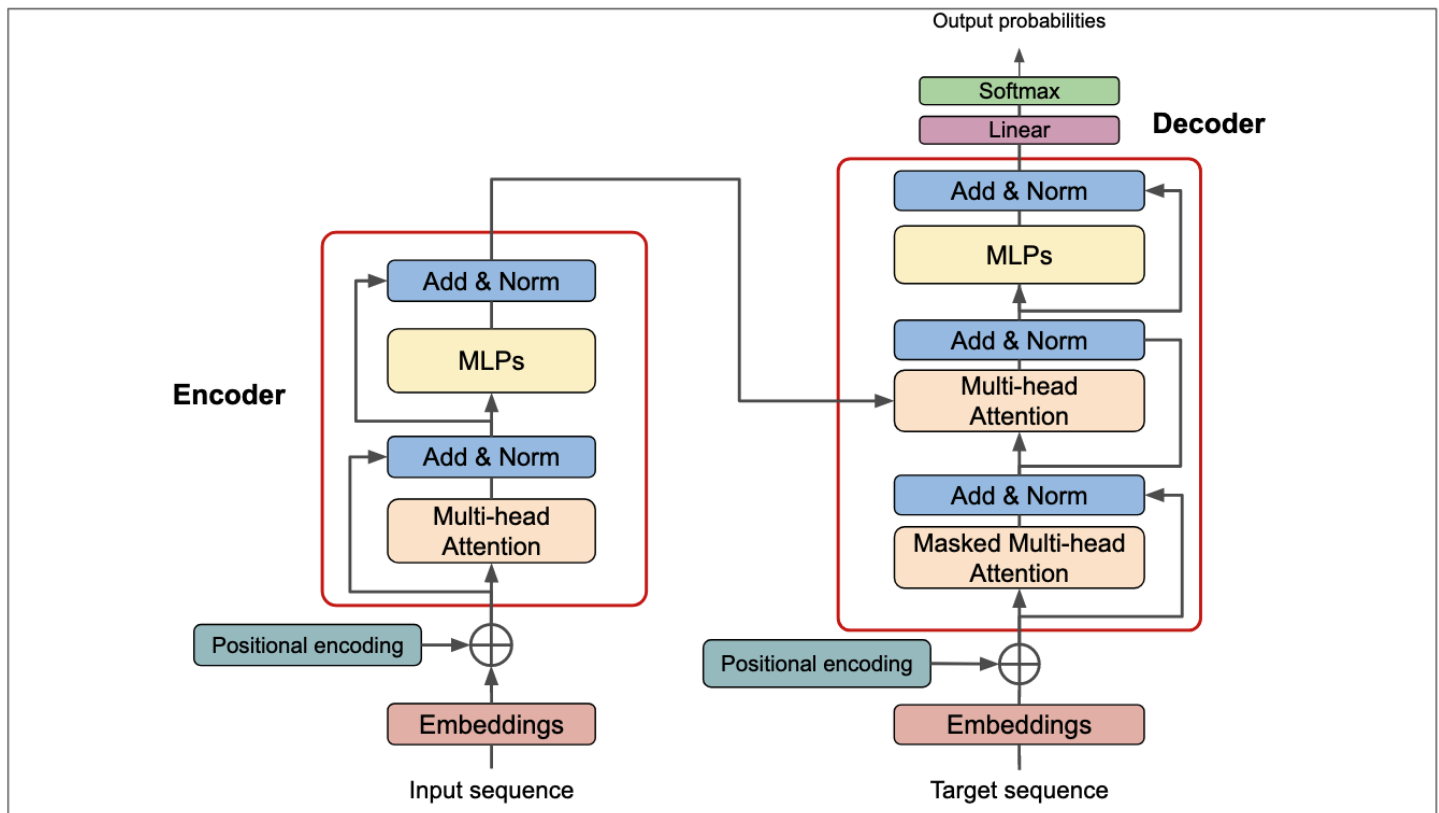 Output probabilities
Softmax
Linear
Decoder
Add & Norm
MLPs
Add & Norm
Multi-head
Attention
Add & Norm
Masked Multi-head
Attention
Positional encoding
Embeddings
Target sequence
Encoder
Add & Norm
MLPs
Add & Norm
Multi-head
Attention
Positional encoding
Embeddings
Input sequence